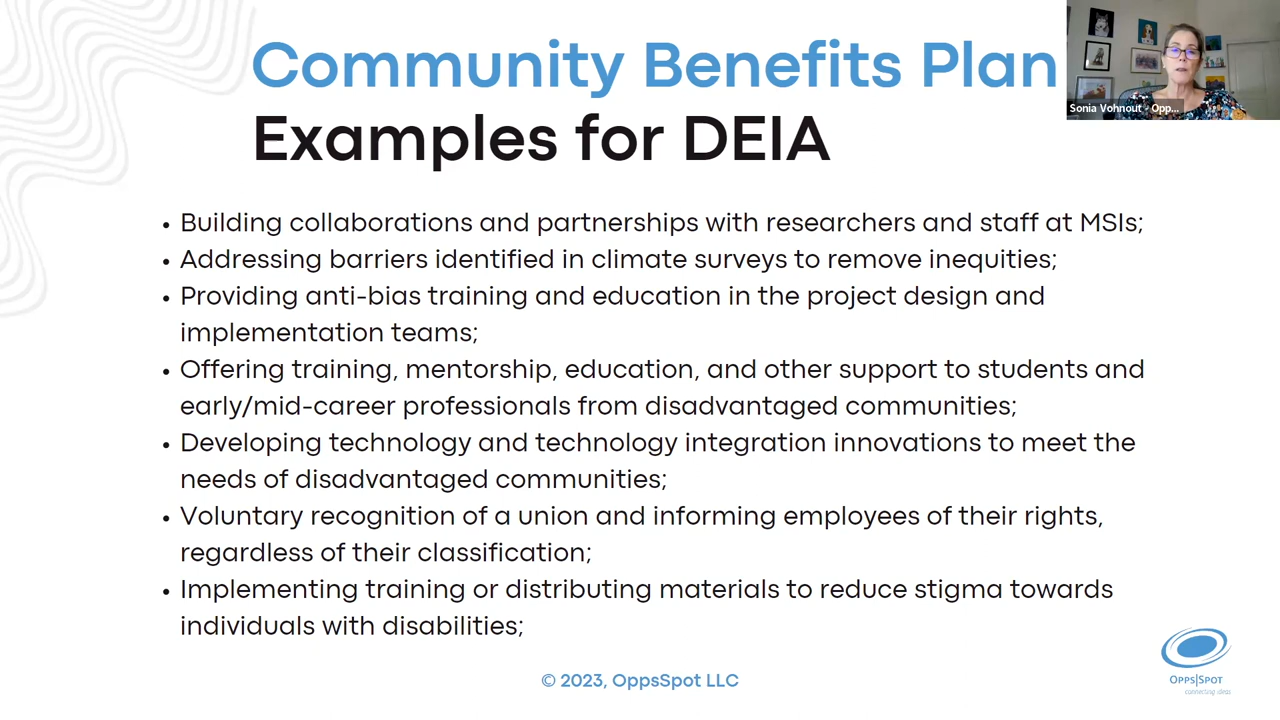 Community Benefits Plan
Examples for DEIA
Sonia Vohnout - Opp...
• Building collaborations and partnerships with researchers and staff at MSIs;
• Addressing barriers identified in climate surveys to remove inequities;
• Providing anti-bias training and education in the project design and
implementation teams;
• Offering training, mentorship, education, and other support to students and
early/mid-career professionals from disadvantaged communities;
• Developing technology and technology integration innovations to meet the
needs of disadvantaged communities;
• Voluntary recognition of a union and informing employees of their rights,
regardless of their classification;
• Implementing training or distributing materials to reduce stigma towards
individuals with disabilities;
© 2023, OppsSpot LLC
OPPS|SPOT
connecting ideas